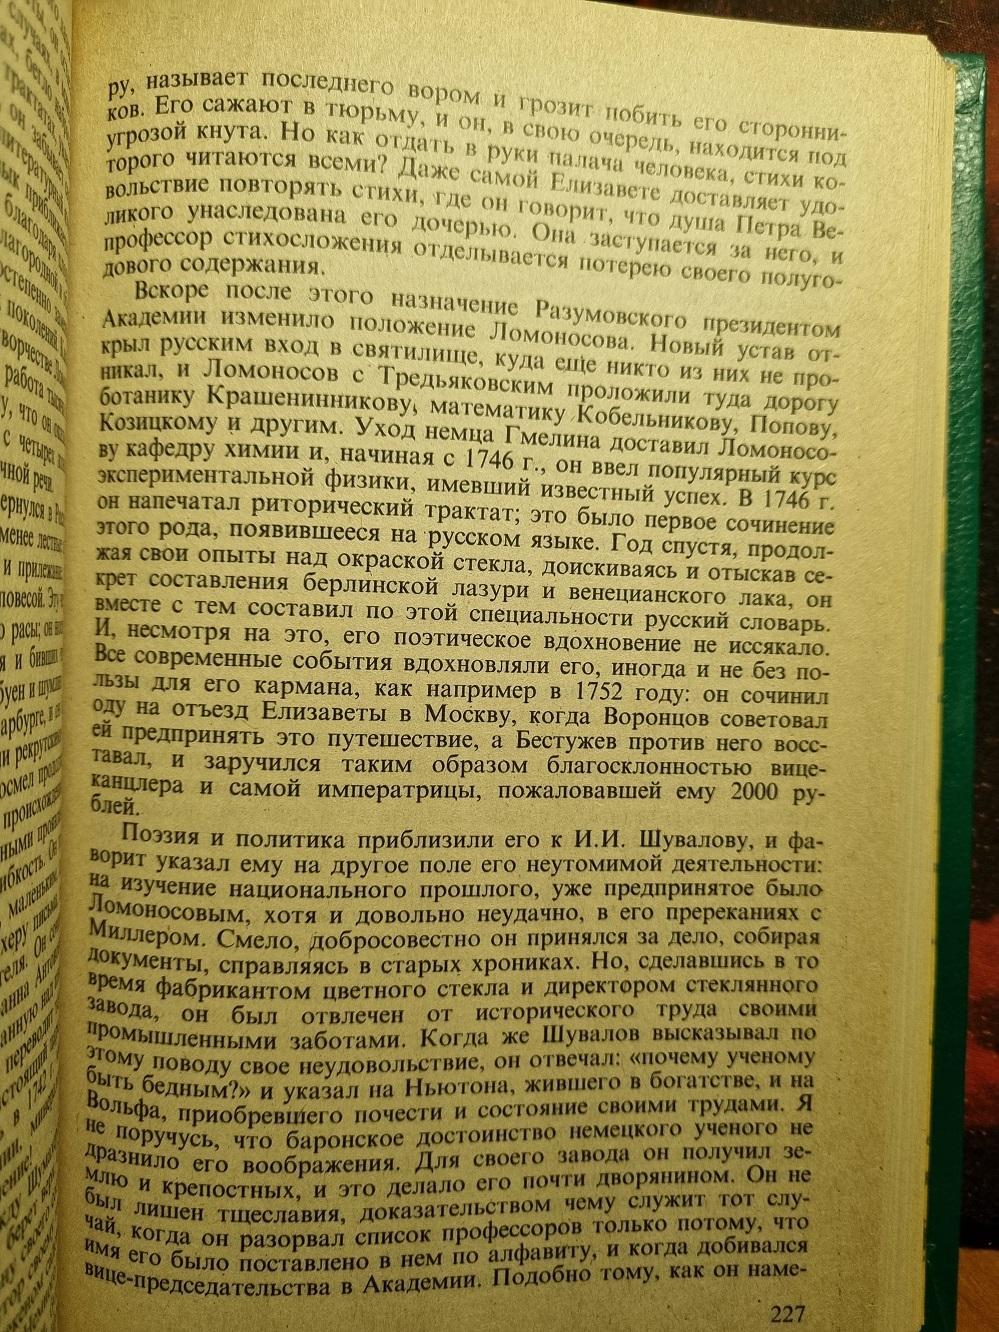 ру, называет последнего вором и грозит побить его сторонни-
ков. Его сажают в тюрьму, и он, в свою очередь, находится под
угрозой кнута. Но как отдать в руки палача человека, стихи ко-
торого читаются всеми? Даже самой Елизавете доставляет удо-
вольствие повторять стихи, где он говорит, что душа Петра Ве-
ликого унаследована его дочерью. Она заступается за него, и
профессор стихосложения отделывается потерею своего полуго-
дового содержания.
Вскоре после этого назначение Разумовского президентом
Академии изменило положение Ломоносова. Новый устав от-
крыл русским вход в святилище, куда еще никто из них не про-
никал, и Ломоносов с Тредьяковским проложили туда дорогу
ботанику Крашенинникову, математику Кобельникову, Попову,
Козицкому и другим. Уход немца Гмелина доставил Ломоносо-
ву кафедру химии и, начиная с 1746 г., он ввел популярный курс
экспериментальной физики, имевший известный успех. В 1746 г.
он напечатал риторический трактат; это было первое сочинение
этого рода, появившееся на русском языке. Год спустя, продол-
жая свои опыты над окраской стекла, доискиваясь и отыскав се-
крет составления берлинской лазури и венецианского лака, он
вместе с тем составил по этой специальности русский словарь.
И, несмотря на это, его поэтическое вдохновение не иссякало.
Все современные события вдохновляли его, иногда и не без по-
льзы для его кармана, как например в 1752 году: он сочинил
оду на отъезд Елизаветы в Москву, когда Воронцов советовал
ей предпринять это путешествие, а Бестужев против него восс-
тавал, и заручился таким образом благосклонностью вице-
канцлера и самой императрицы, пожаловавшей ему 2000 ру-
блей.
Поэзия и политика приблизили его к И.И. Шувалову, и фа-
ворит указал ему на другое поле его неутомимой деятельности:
на изучение национального прошлого, уже предпринятое было
Ломоносовым, хотя и довольно неудачно, в его пререканиях с
Миллером. Смело, добросовестно он принялся за дело, собирая
документы, справляясь в старых хрониках. Но, сделавшись в то
время фабрикантом цветного стекла и директором стеклянного
завода, он был отвлечен от исторического труда своими
промышленными заботами. Когда же Шувалов высказывал по
этому поводу свое неудовольствие, он отвечал: «почему ученому
быть бедным?» и указал на Ньютона, жившего в богатстве, и на
Вольфа, приобревшего почести и состояние своими трудами. Я
не поручусь, что баронское достоинство немецкого ученого не
дразнило его воображения. Для своего завода он получил зе-
млю и крепостных, и это делало его почти дворянином. Он не
был лишен тщеславия, доказательством чему служит тот слу-
чай, когда он разорвал список профессоров только потому, что
имя его было поставлено в нем по алфавиту, и когда добивался
вице-председательства в Академии. Подобно тому, как он наме-
227